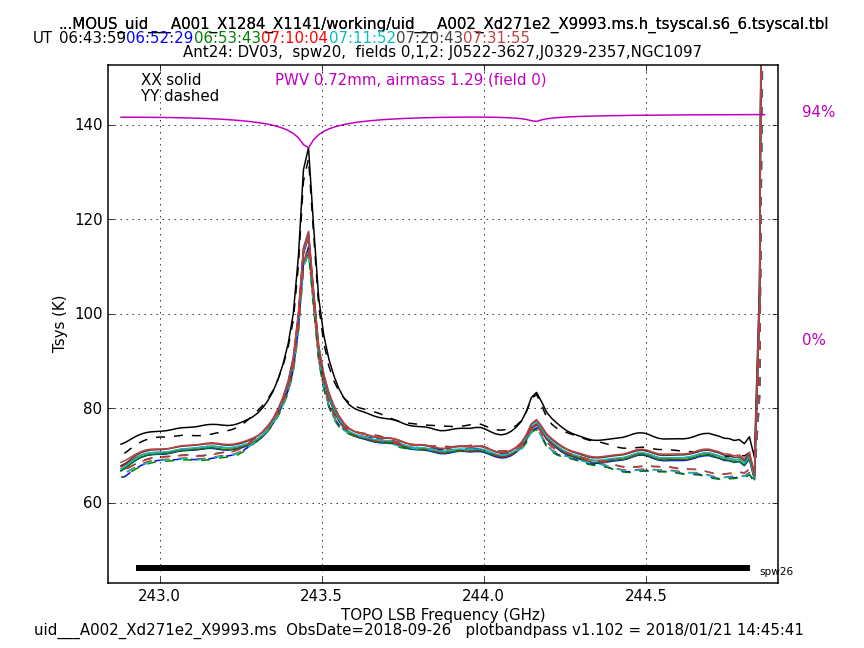 ...MOUS_uid___A001_X1284_X1141/working/uid___A002_Xd271e2_X9993.ms.h_tsyscal.s6_6.tsyscal.tbl
UT 06:43:59 06:52:29 06:53:43 07:10:04 07:11:52 07:20:43 07:31:55
Ant24: DV03, spw20, fields 0,1,2: J0522-3627,J0329-2357,NGC1097
XX solid PWV 0.72mm, airmass 1.29 (field 0)
YY dashed
94%
140
120
100
0%
80
60
Tsys (K)
spw26
243.0 243.5 244.0 244.5
TOPO LSB Frequency (GHz)
uid___A002_Xd271e2_X9993.ms ObsDate=2018-09-26 plotbandpass v1.102 = 2018/01/21 14:45:41